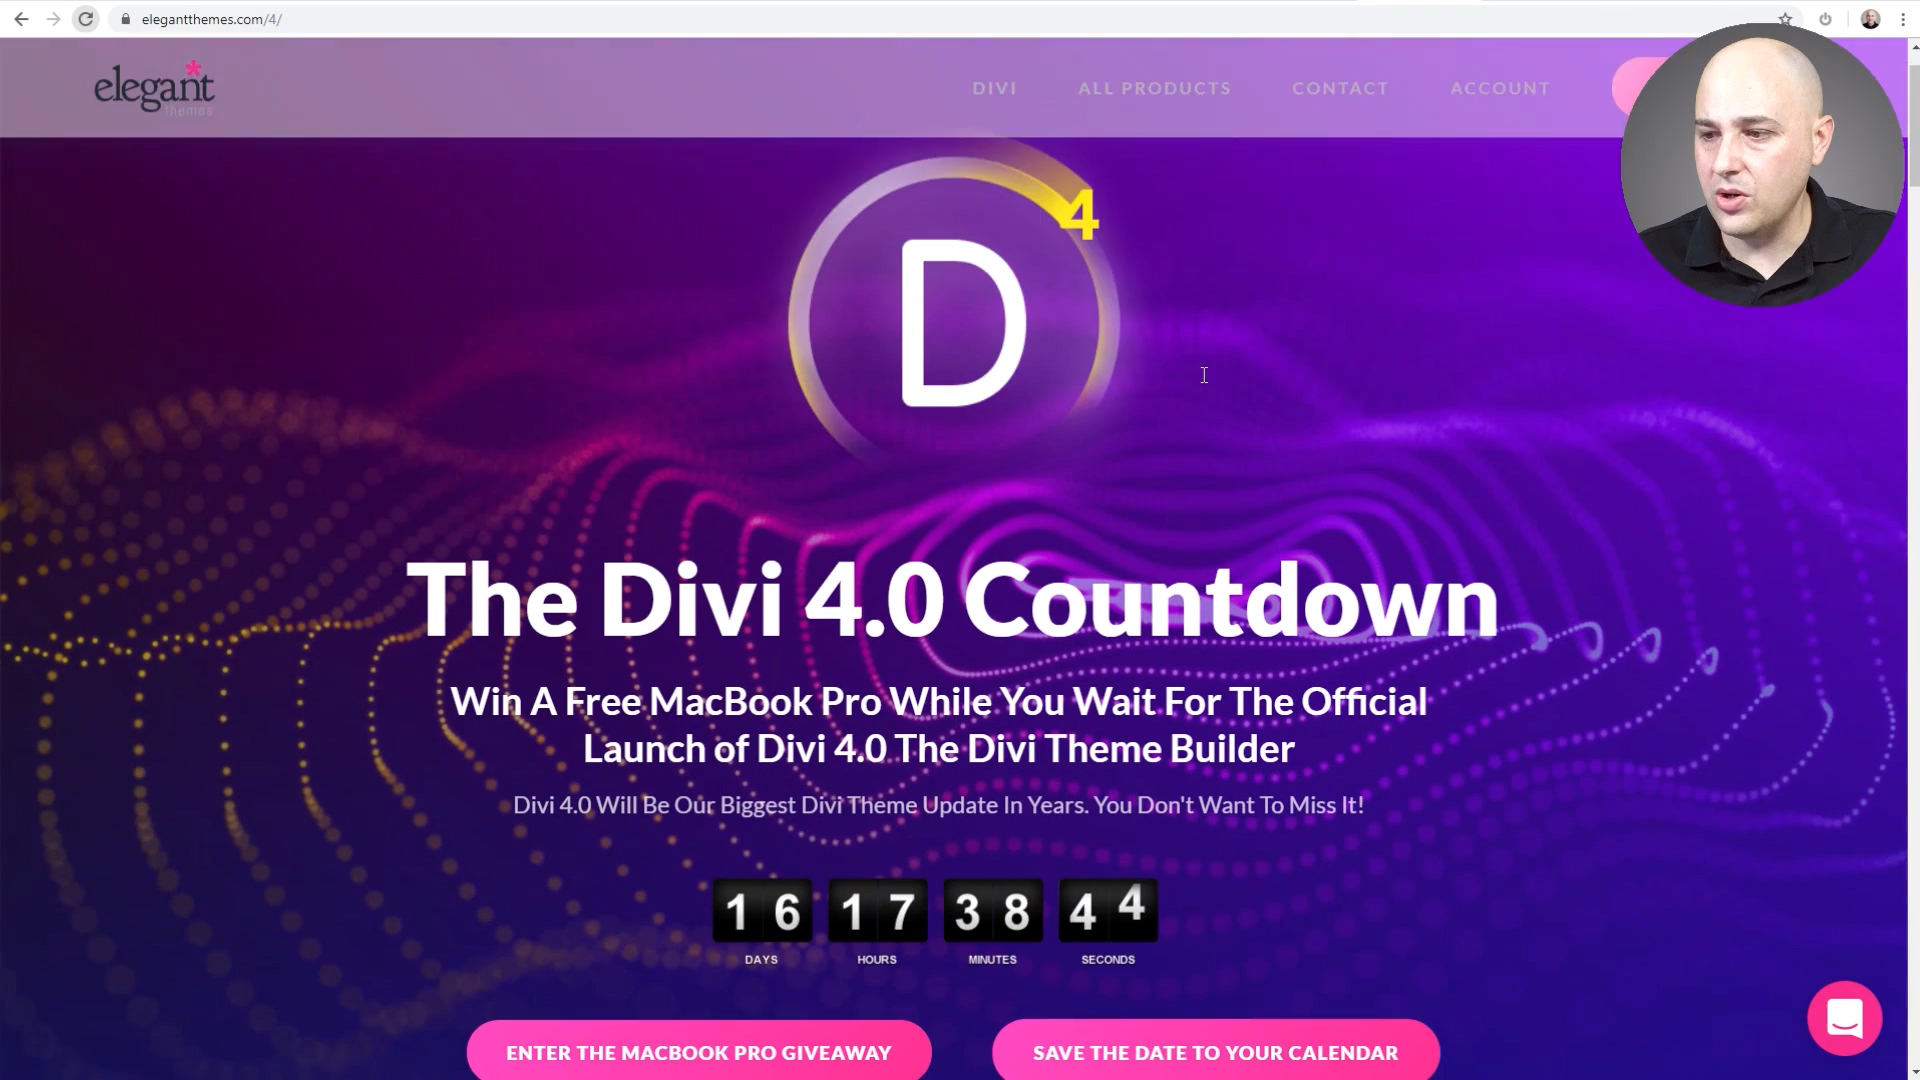 elegantthemes.com/4/
elegant
themes
DIVI
ALL PRODUCTS
CONTACT
ACCOUNT
D
4
The Divi 4.0 Countdown
Win A Free MacBook Pro While You Wait For The Official
Launch of Divi 4.0 The Divi Theme Builder
Divi 4.0 Will Be Our Biggest Divi Theme Update In Years. You Don't Want To Miss It!
16 17 38 44
DAYS HOURS MINUTES SECONDS
ENTER THE MACBOOK PRO GIVEAWAY
SAVE THE DATE TO YOUR CALENDAR